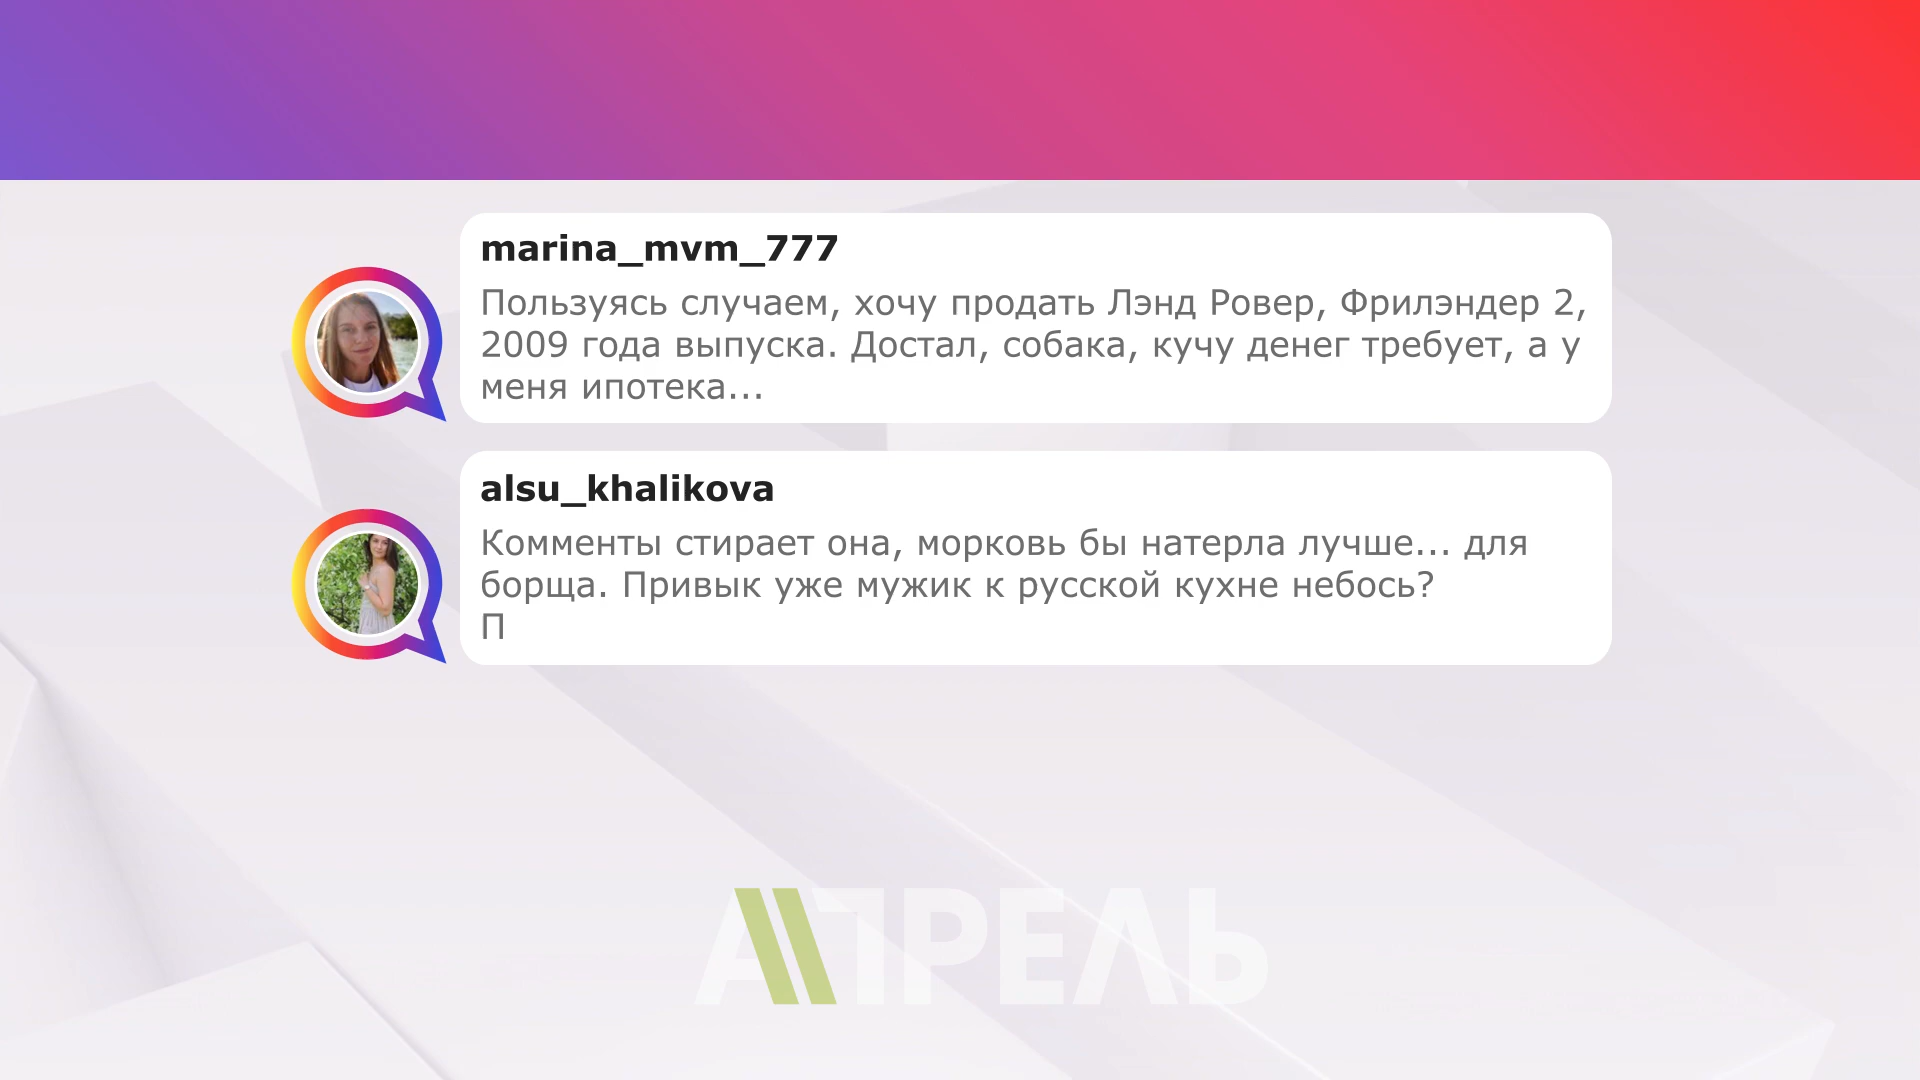 marina_mvm_777
Пользуясь случаем, хочу продать Лэнд Ровер, Фрилэндер 2,
2009 года выпуска. Достал, собака, кучу денег требует, а у
меня ипотека...
alsu_khalikova
Комменты стирает она, морковь бы натерла лучше... для
борща. Привык уже мужик к русской кухне небось?
П
АПРЕЛЬ